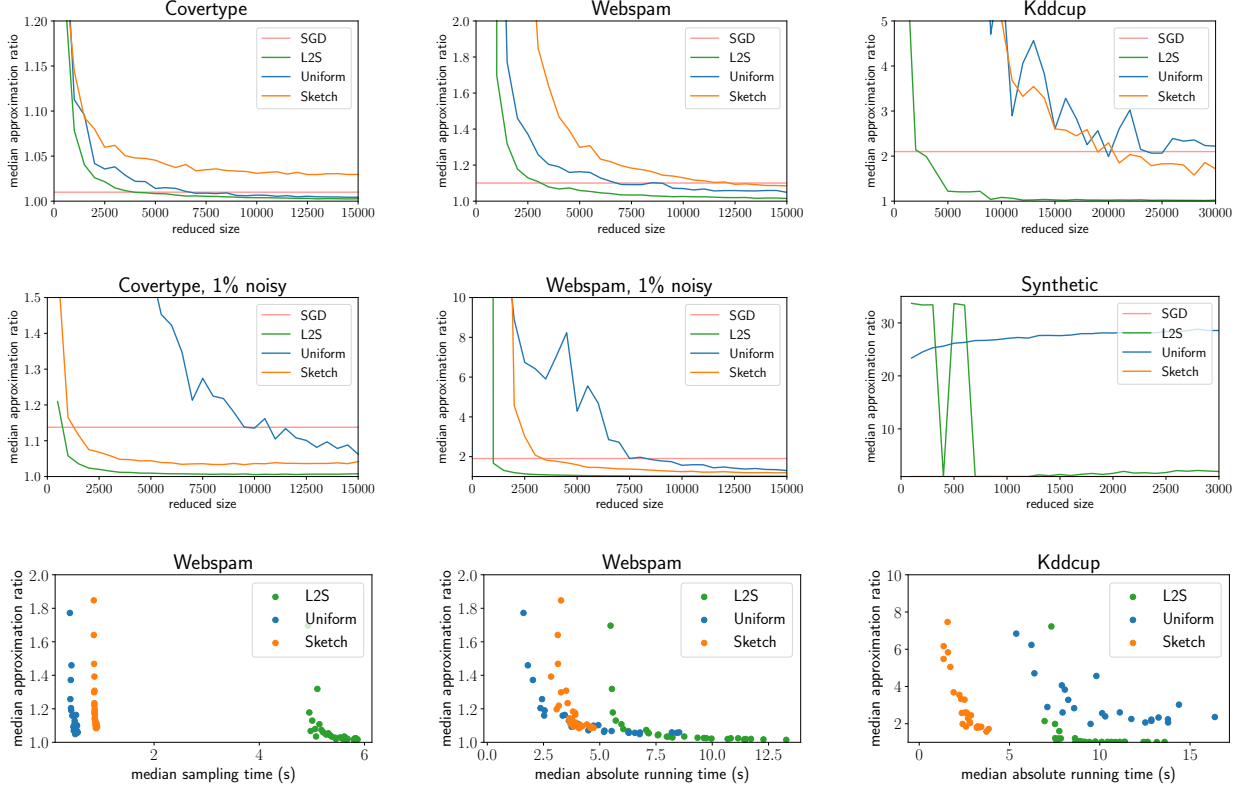 Covertype
1.20
1.15
1.10
1.05
1.00
0
2500
5000
7500
10000
12500
15000
reduced size
median approximation ratio
SGD
L2S
Uniform
Sketch
Webspam
2.0
1.8
1.6
1.4
1.2
1.0
0
2500
5000
7500
10000
12500
15000
reduced size
median approximation ratio
SGD
L2S
Uniform
Sketch
Kddcup
5
4
3
2
1
0
5000
10000
15000
20000
25000
30000
reduced size
median approximation ratio
SGD
L2S
Uniform
Sketch
Covertype, 1% noisy
1.5
1.4
1.3
1.2
1.1
1.0
0
2500
5000
7500
10000
12500
15000
reduced size
median approximation ratio
SGD
L2S
Uniform
Sketch
Webspam, 1% noisy
10
8
6
4
2
0
2500
5000
7500
10000
12500
15000
reduced size
median approximation ratio
SGD
L2S
Uniform
Sketch
Synthetic
30
20
10
0
500
1000
1500
2000
2500
3000
reduced size
median approximation ratio
SGD
L2S
Uniform
Sketch
Webspam
2.0
1.8
1.6
1.4
1.2
1.0
2
4
6
median sampling time (s)
median approximation ratio
L2S
Uniform
Sketch
Webspam
2.0
1.8
1.6
1.4
1.2
1.0
0.0
2.5
5.0
7.5
10.0
12.5
median absolute running time (s)
median approximation ratio
L2S
Uniform
Sketch
Kddcup
10
8
6
4
2
0
5
10
15
median absolute running time (s)
median approximation ratio
L2S
Uniform
Sketch